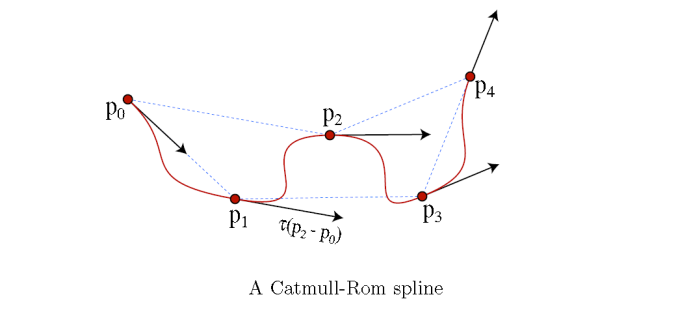 p₀
p₁
p₂
p₃
p₄
τ(p₂ - p₀)
A Catmull-Rom spline